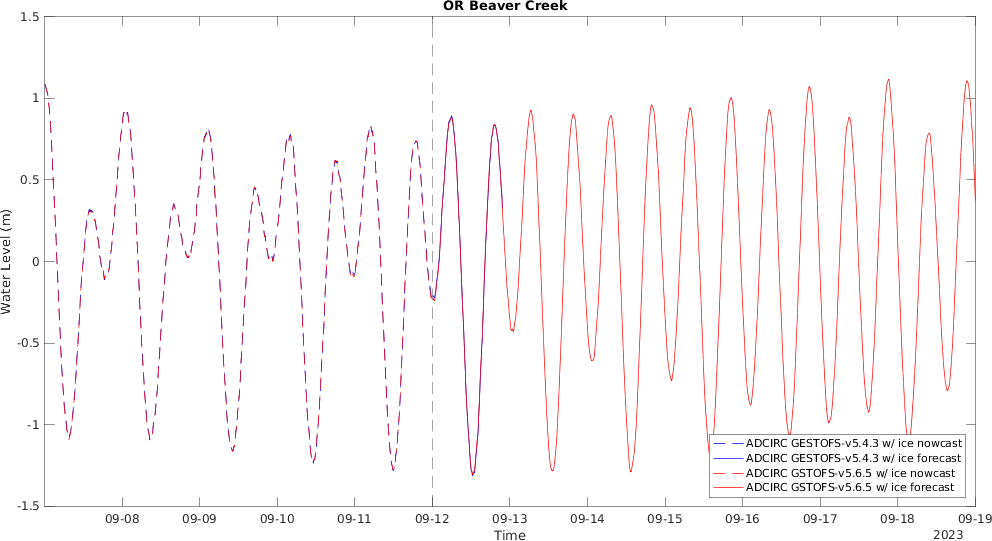 OR Beaver Creek
1.5
1
0.5
0
-0.5
-1
-1.5
Water Level (m)
09-08 09-09 09-10 09-11 09-12 09-13 09-14 09-15 09-16 09-17 09-18 09-19
Time
2023
ADCIRC GESTOFS-v5.4.3 w/ ice nowcast
ADCIRC GESTOFS-v5.4.3 w/ ice forecast
ADCIRC GSTOFS-v5.6.5 w/ ice nowcast
ADCIRC GSTOFS-v5.6.5 w/ ice forecast